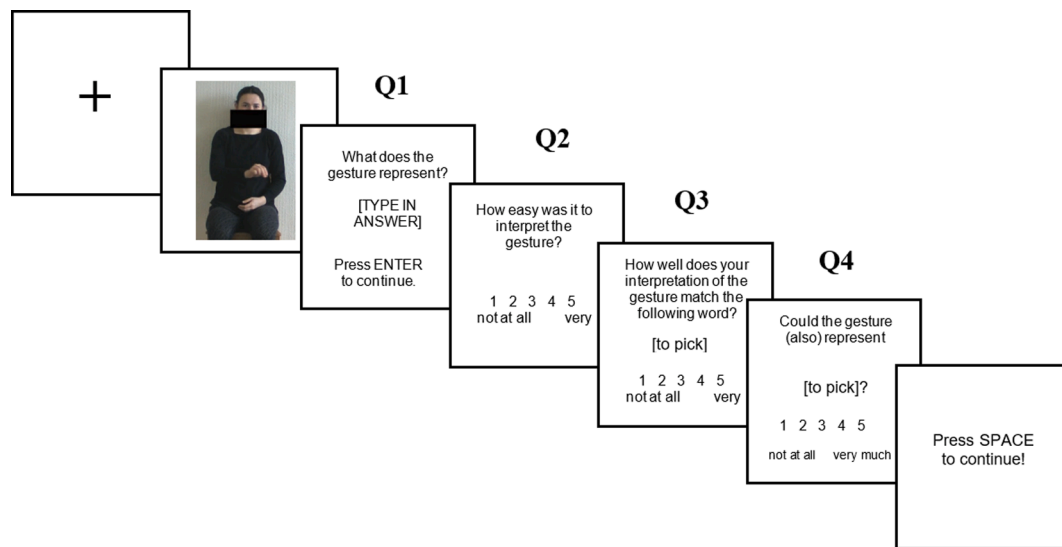 +
Q1
What does the
gesture represent?
[TYPE IN
ANSWER]
Press ENTER
to continue.
Q2
How easy was it to
interpret the
gesture?
1 2 3 4 5
not at all very
Q3
How well does your
interpretation of the
gesture match the
following word?
[to pick]
1 2 3 4 5
not at all very
Q4
Could the gesture
(also) represent
[to pick]?
1 2 3 4 5
not at all very much
Press SPACE
to continue!